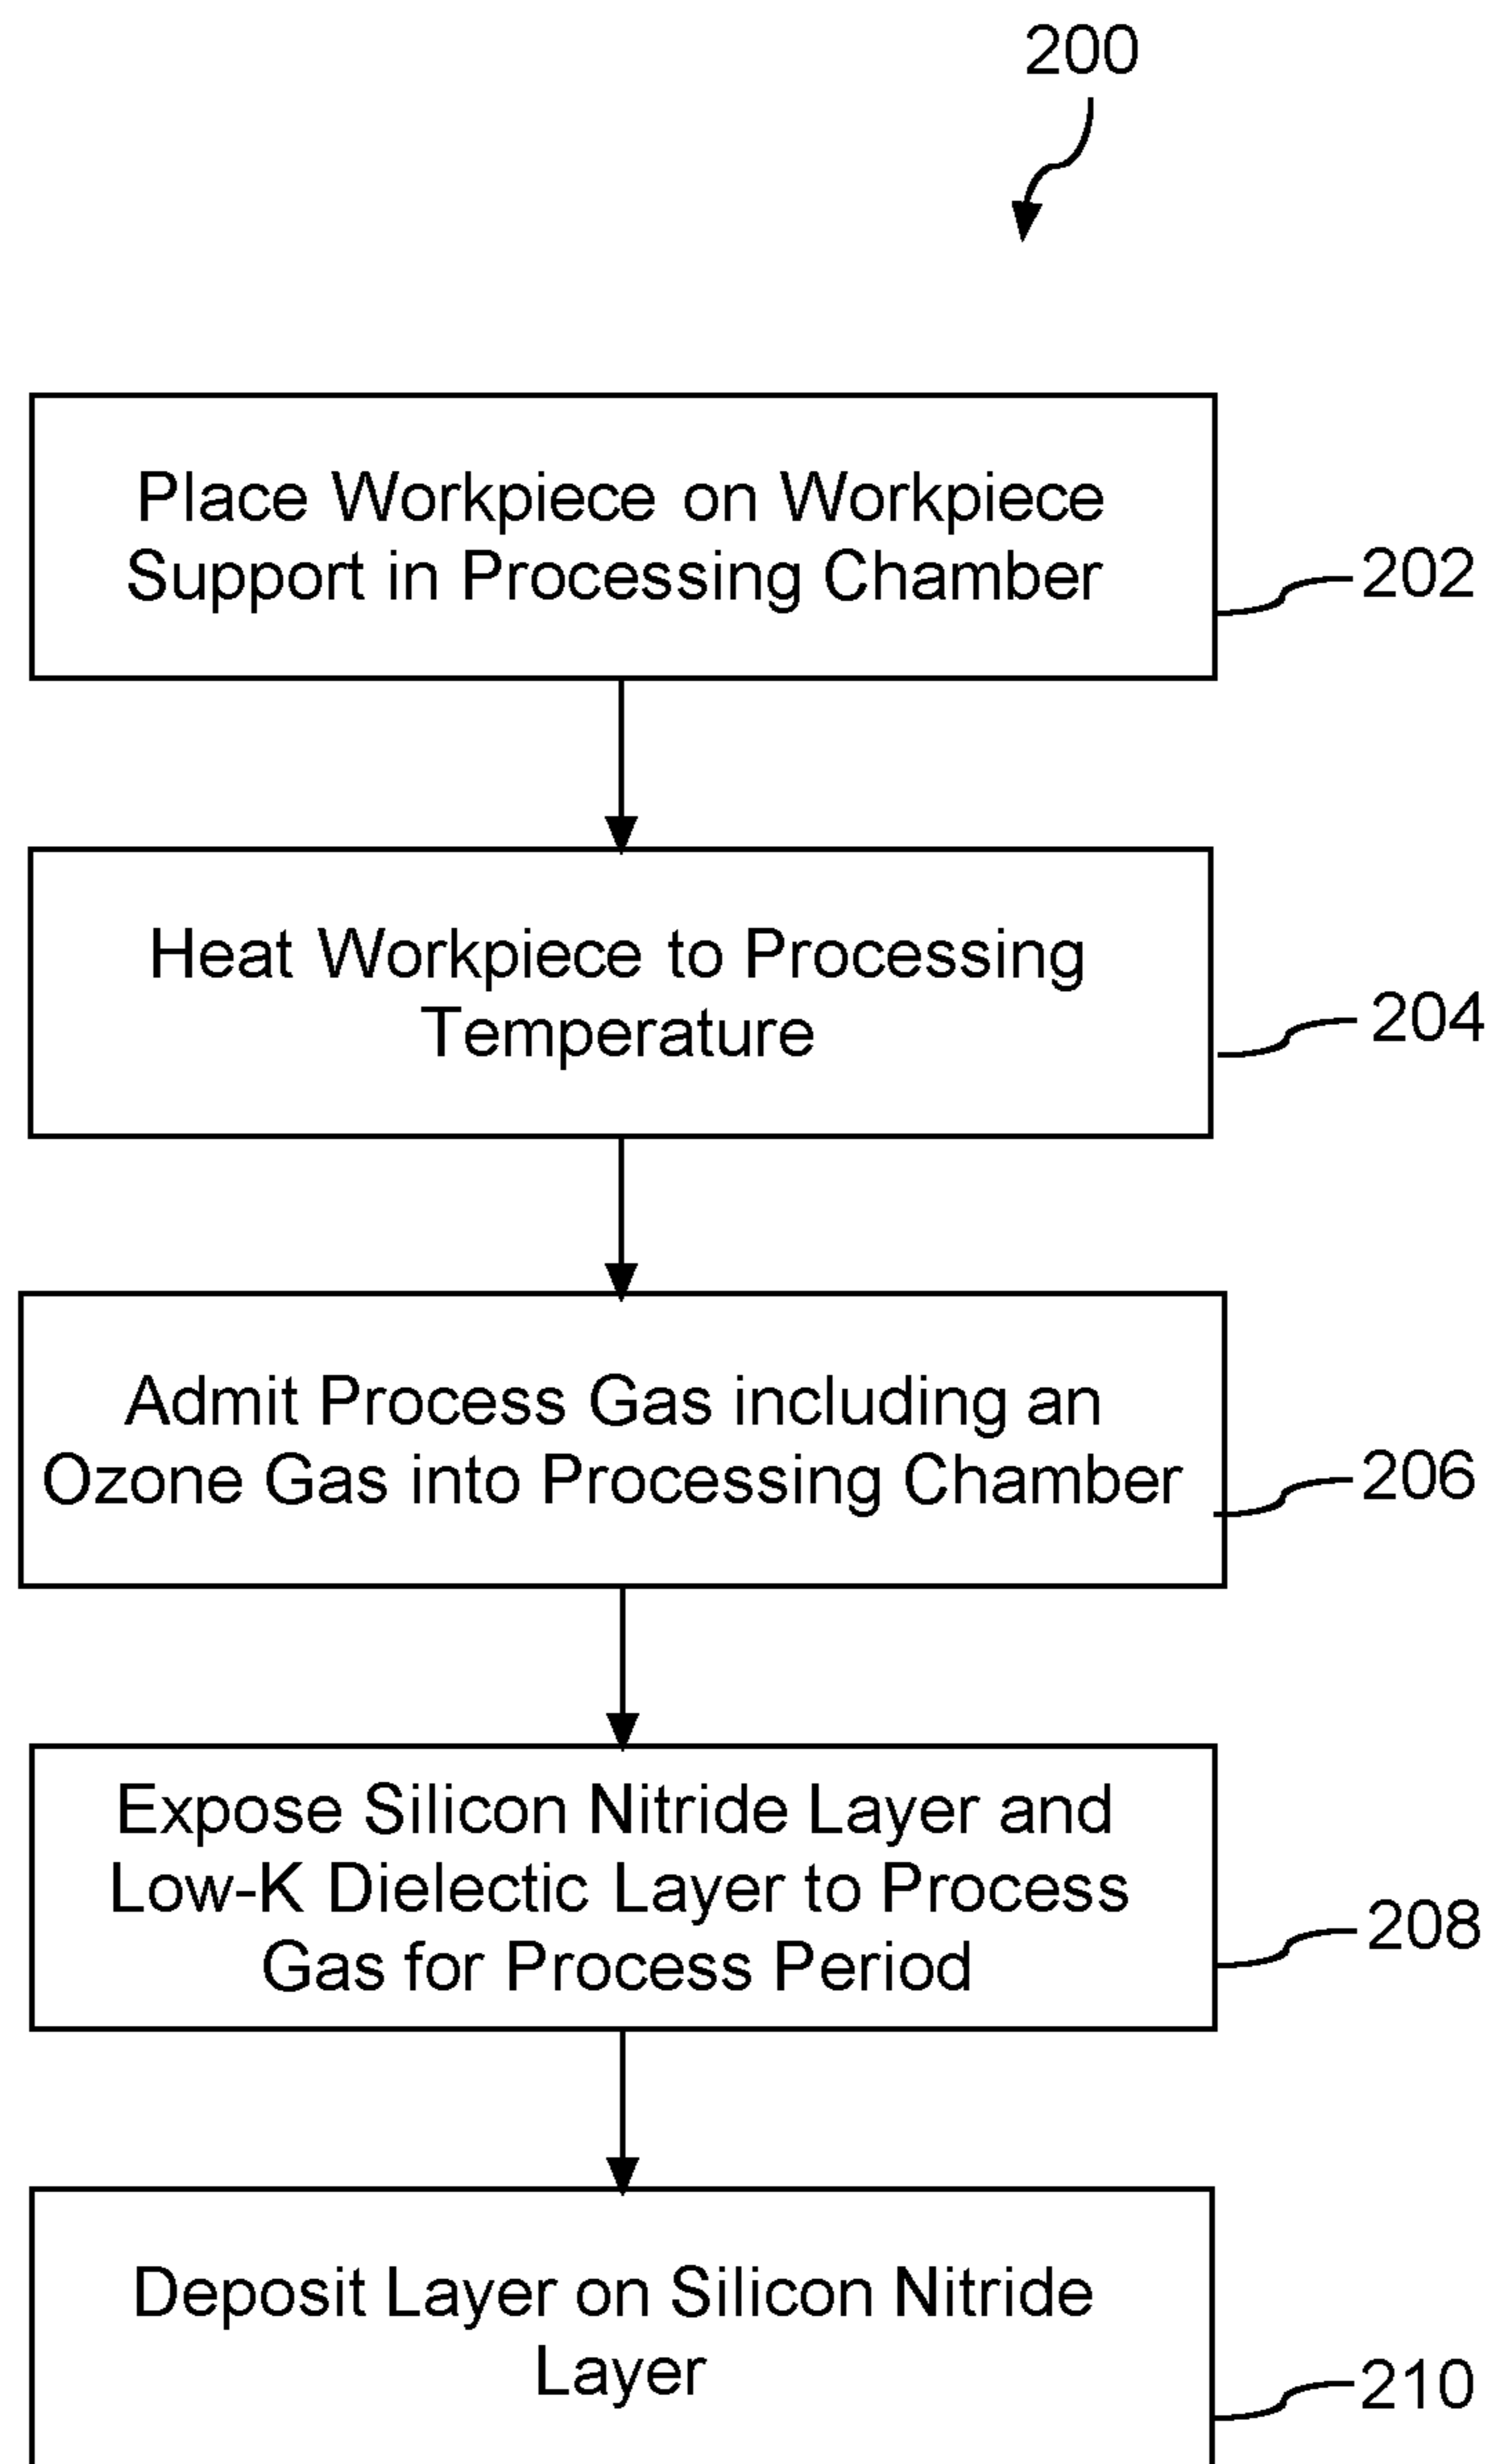 200
Place Workpiece on Workpiece
Support in Processing Chamber
202
Heat Workpiece to Processing
Temperature
204
Admit Process Gas including an
Ozone Gas into Processing Chamber
206
Expose Silicon Nitride Layer and
Low-K Dielectic Layer to Process
Gas for Process Period
208
Deposit Layer on Silicon Nitride
Layer
210